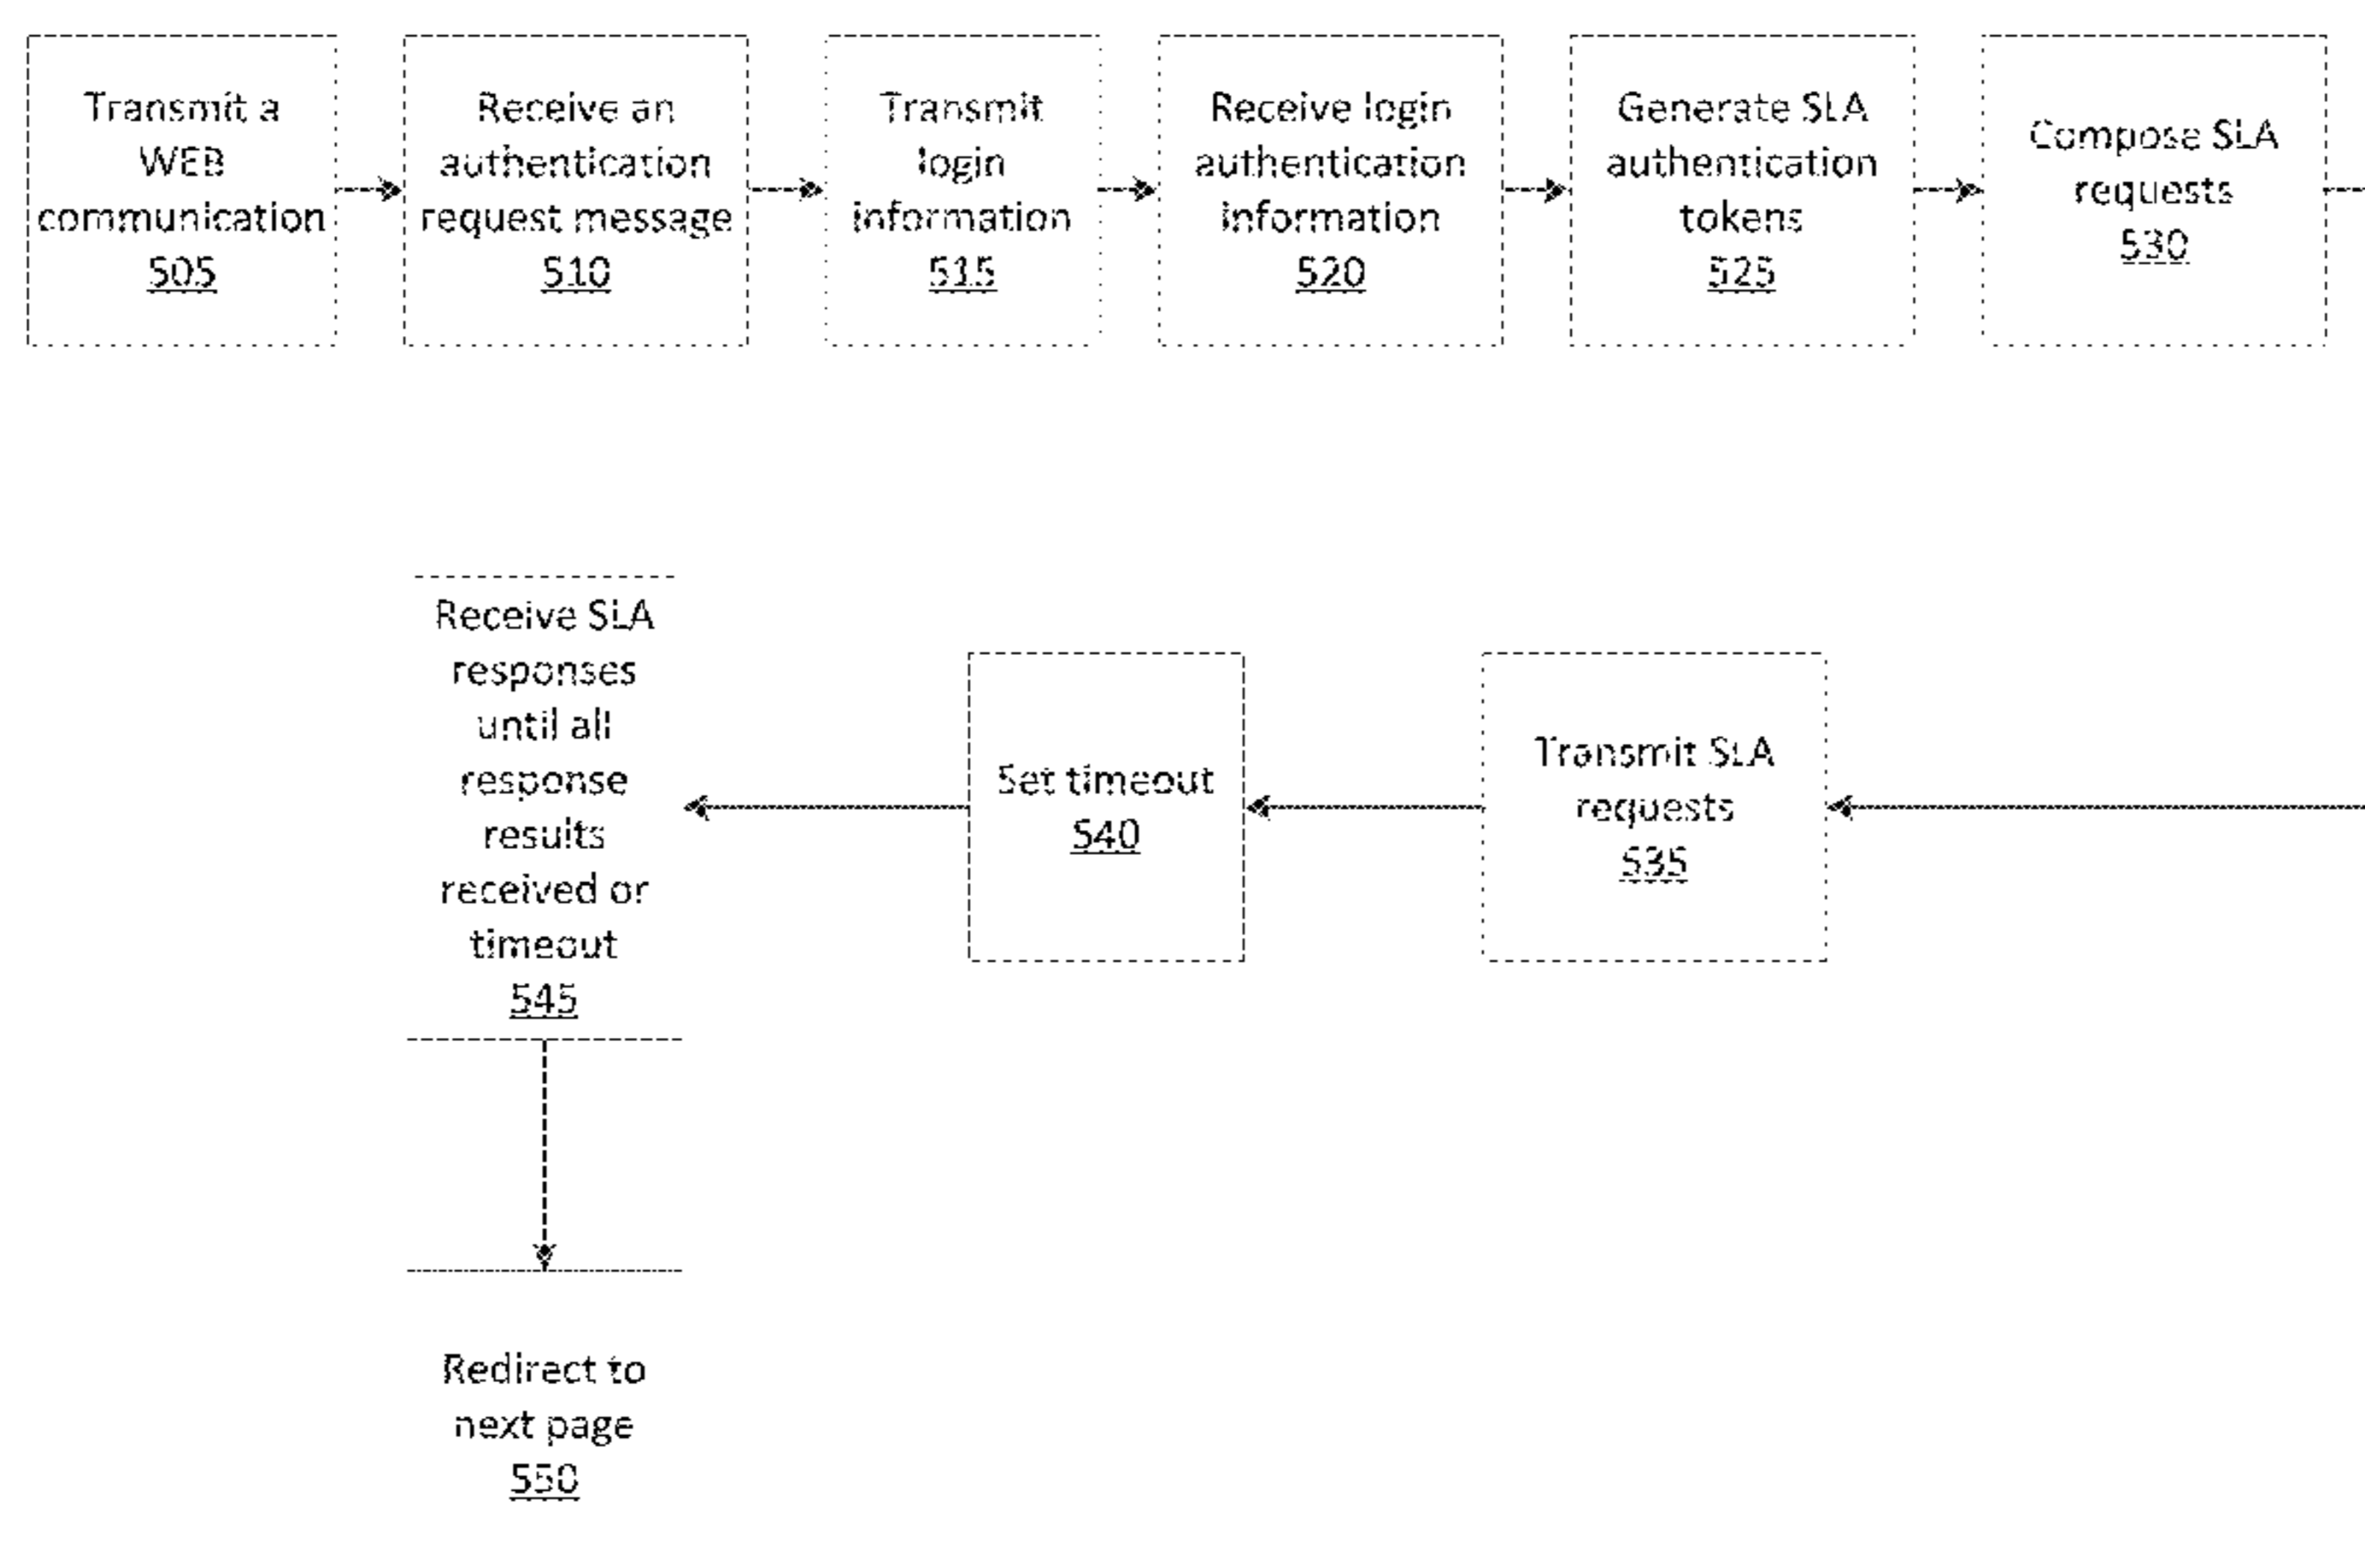 Transmit a
WEB
communication
505
Receive an
authentication
request message
510
Transmit
login
information
515
Receive login
authentication
information
520
Generate SLA
authentication
tokens
525
Compose SLA
requests
530
Transmit SLA
requests
535
Set timeout
540
Receive SLA
responses
until all
response
results
received or
timeout
545
Redirect to
next page
550